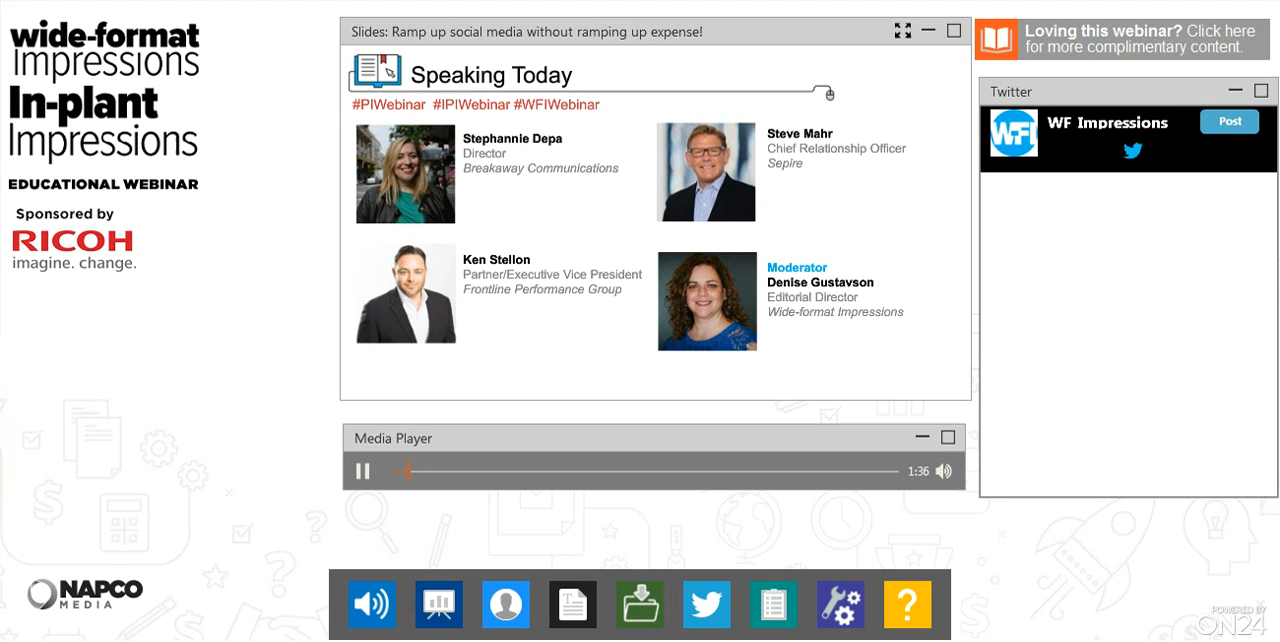 wide-format
Impressions
In-plant
Impressions
EDUCATIONAL WEBINAR
Sponsored by
RICOH
imagine. change.
Slides: Ramp up social media without ramping up expense!
Speaking Today
#PIWebinar #IPIWebinar #WFIWebinar
Stephannie Depa
Director
Breakaway Communications
Steve Mahr
Chief Relationship Officer
Sepire
Ken Stellon
Partner/Executive Vice President
Frontline Performance Group
Moderator
Denise Gustavson
Editorial Director
Wide-format Impressions
Media Player
1:36
Loving this webinar? Click here
for more complimentary content.
Twitter
WFI
WF Impressions
Post
NAPCO
MEDIA
T
?
POWERED BY
ON24